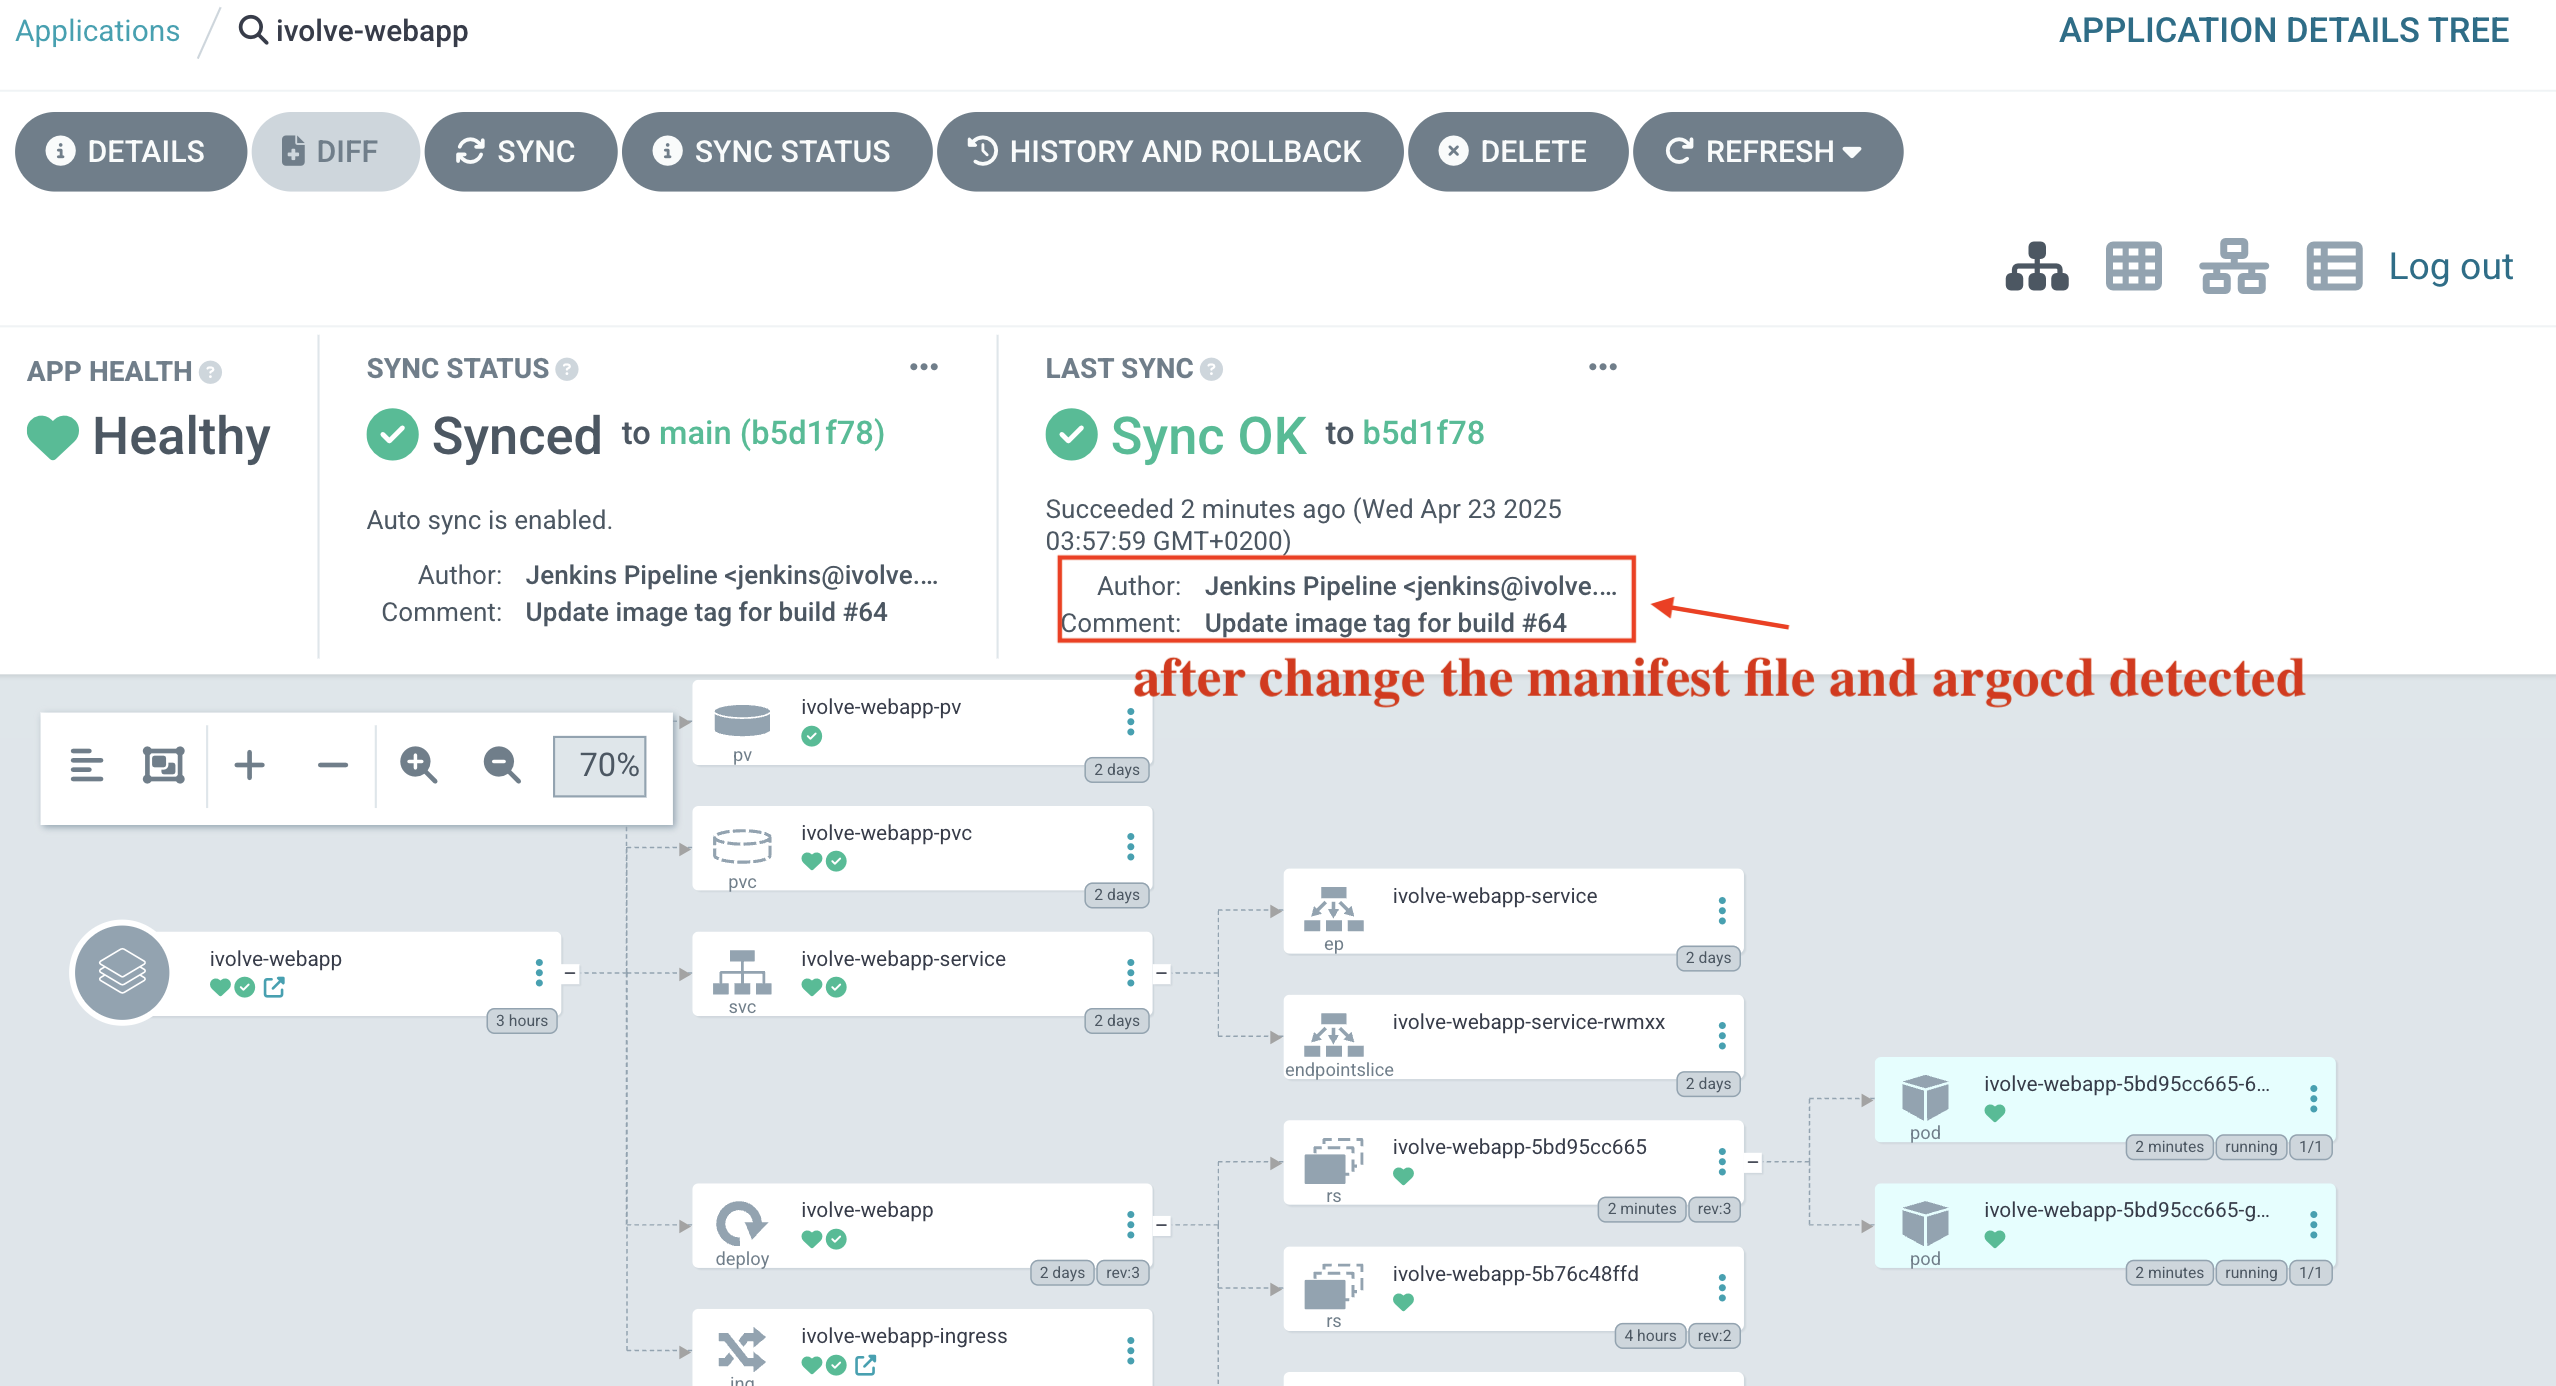 Applications
ivolve-webapp
APPLICATION DETAILS TREE
DETAILS
DIFF
SYNC
SYNC STATUS
HISTORY AND ROLLBACK
DELETE
REFRESH
Log out
APP HEALTH
Healthy
SYNC STATUS
Synced to main (b5d1f78)
Auto sync is enabled.
Author: Jenkins Pipeline <jenkins@ivolve....
Comment: Update image tag for build #64
LAST SYNC
Sync OK to b5d1f78
Succeeded 2 minutes ago (Wed Apr 23 2025
03:57:59 GMT+0200)
Author: Jenkins Pipeline <jenkins@ivolve....
Comment: Update image tag for build #64
after change the manifest file and argocd detected
70%
ivolve-webapp
3 hours
ivolve-webapp-pv
pv
2 days
ivolve-webapp-pvc
pvc
2 days
ivolve-webapp-service
svc
2 days
ivolve-webapp
deploy
2 days rev:3
ivolve-webapp-ingress
ing
ivolve-webapp-service
ep
2 days
ivolve-webapp-service-rwmxx
endpointslice
2 days
ivolve-webapp-5bd95cc665
rs
2 minutes rev:3
ivolve-webapp-5b76c48ffd
rs
4 hours rev:2
ivolve-webapp-5bd95cc665-6...
pod
2 minutes running 1/1
ivolve-webapp-5bd95cc665-g...
pod
2 minutes running 1/1